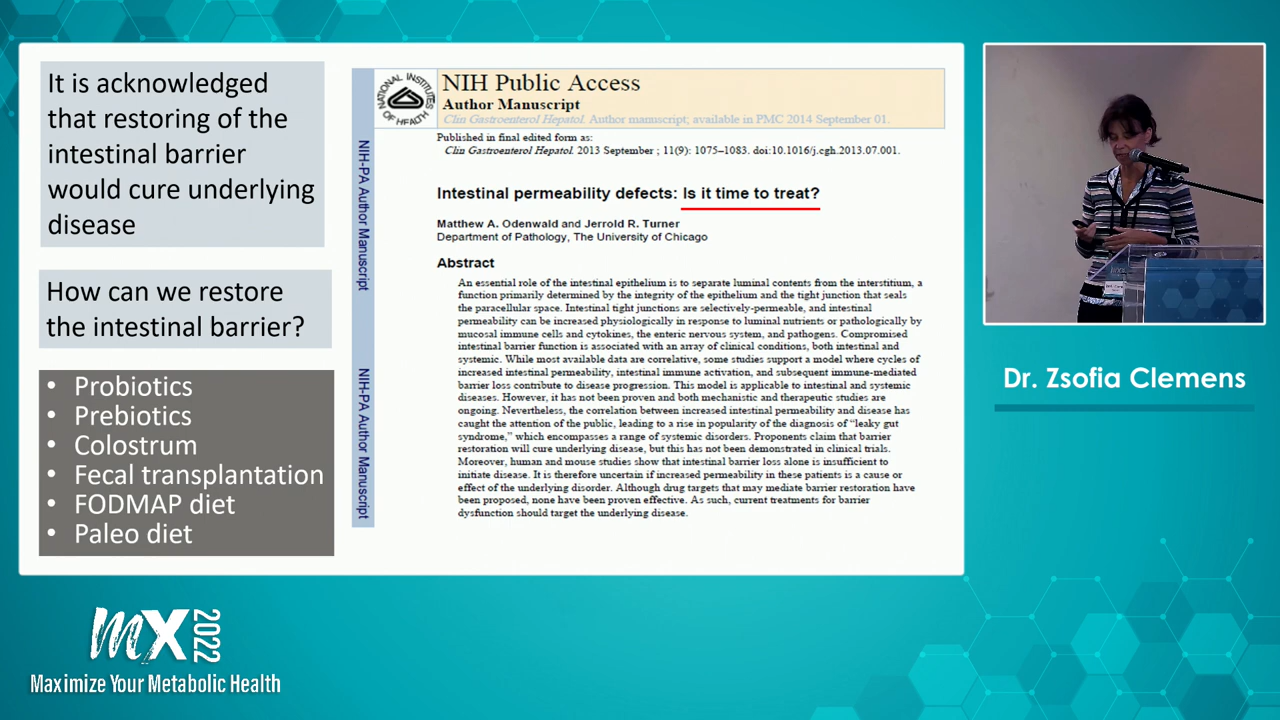 It is acknowledged
that restoring of the
intestinal barrier
would cure underlying
disease
How can we restore
the intestinal barrier?
• Probiotics
• Prebiotics
• Colostrum
• Fecal transplantation
• FODMAP diet
• Paleo diet
NATIONAL INSTITUTES OF HEALTH
NIH Public Access
Author Manuscript
Clin Gastroenterol Hepatol. Author manuscript; available in PMC 2014 September 01.
Published in final edited form as:
Clin Gastroenterol Hepatol. 2013 September ; 11(9): 1075–1083. doi:10.1016/j.cgh.2013.07.001.
NIH-PA Author Manuscript
NIH-PA Author Manuscript
Intestinal permeability defects: Is it time to treat?
Matthew A. Odenwald and Jerrold R. Turner
Department of Pathology, The University of Chicago
Abstract
An essential role of the intestinal epithelium is to separate luminal contents from the interstitium, a
function primarily determined by the integrity of the epithelium and the tight junction that seals
the paracellular space. Intestinal tight junctions are selectively-permeable, and intestinal
permeability can be increased physiologically in response to luminal nutrients or pathologically by
mucosal immune cells and cytokines, the enteric nervous system, and pathogens. Compromised
intestinal barrier function is associated with an array of clinical conditions, both intestinal and
systemic. While most available data are correlative, some studies support a model where cycles of
increased intestinal permeability, intestinal immune activation, and subsequent immune-mediated
barrier loss contribute to disease progression. This model is applicable to intestinal and systemic
diseases. However, it has not been proven and both mechanistic and therapeutic studies are
ongoing. Nevertheless, the correlation between increased intestinal permeability and disease has
caught the attention of the public, leading to a rise in popularity of the diagnosis of “leaky gut
syndrome,” which encompasses a range of systemic disorders. Proponents claim that barrier
restoration will cure underlying disease, but this has not been demonstrated in clinical trials.
Moreover, human and mouse studies show that intestinal barrier loss alone is insufficient to
initiate disease. It is therefore uncertain if increased permeability in these patients is a cause or
effect of the underlying disorder. Although drug targets that may mediate barrier restoration have
been proposed, none have been proven effective. As such, current treatments for barrier
dysfunction should target the underlying disease.
Dr. Zsofia Clemens
MX 2022
Maximize Your Metabolic Health